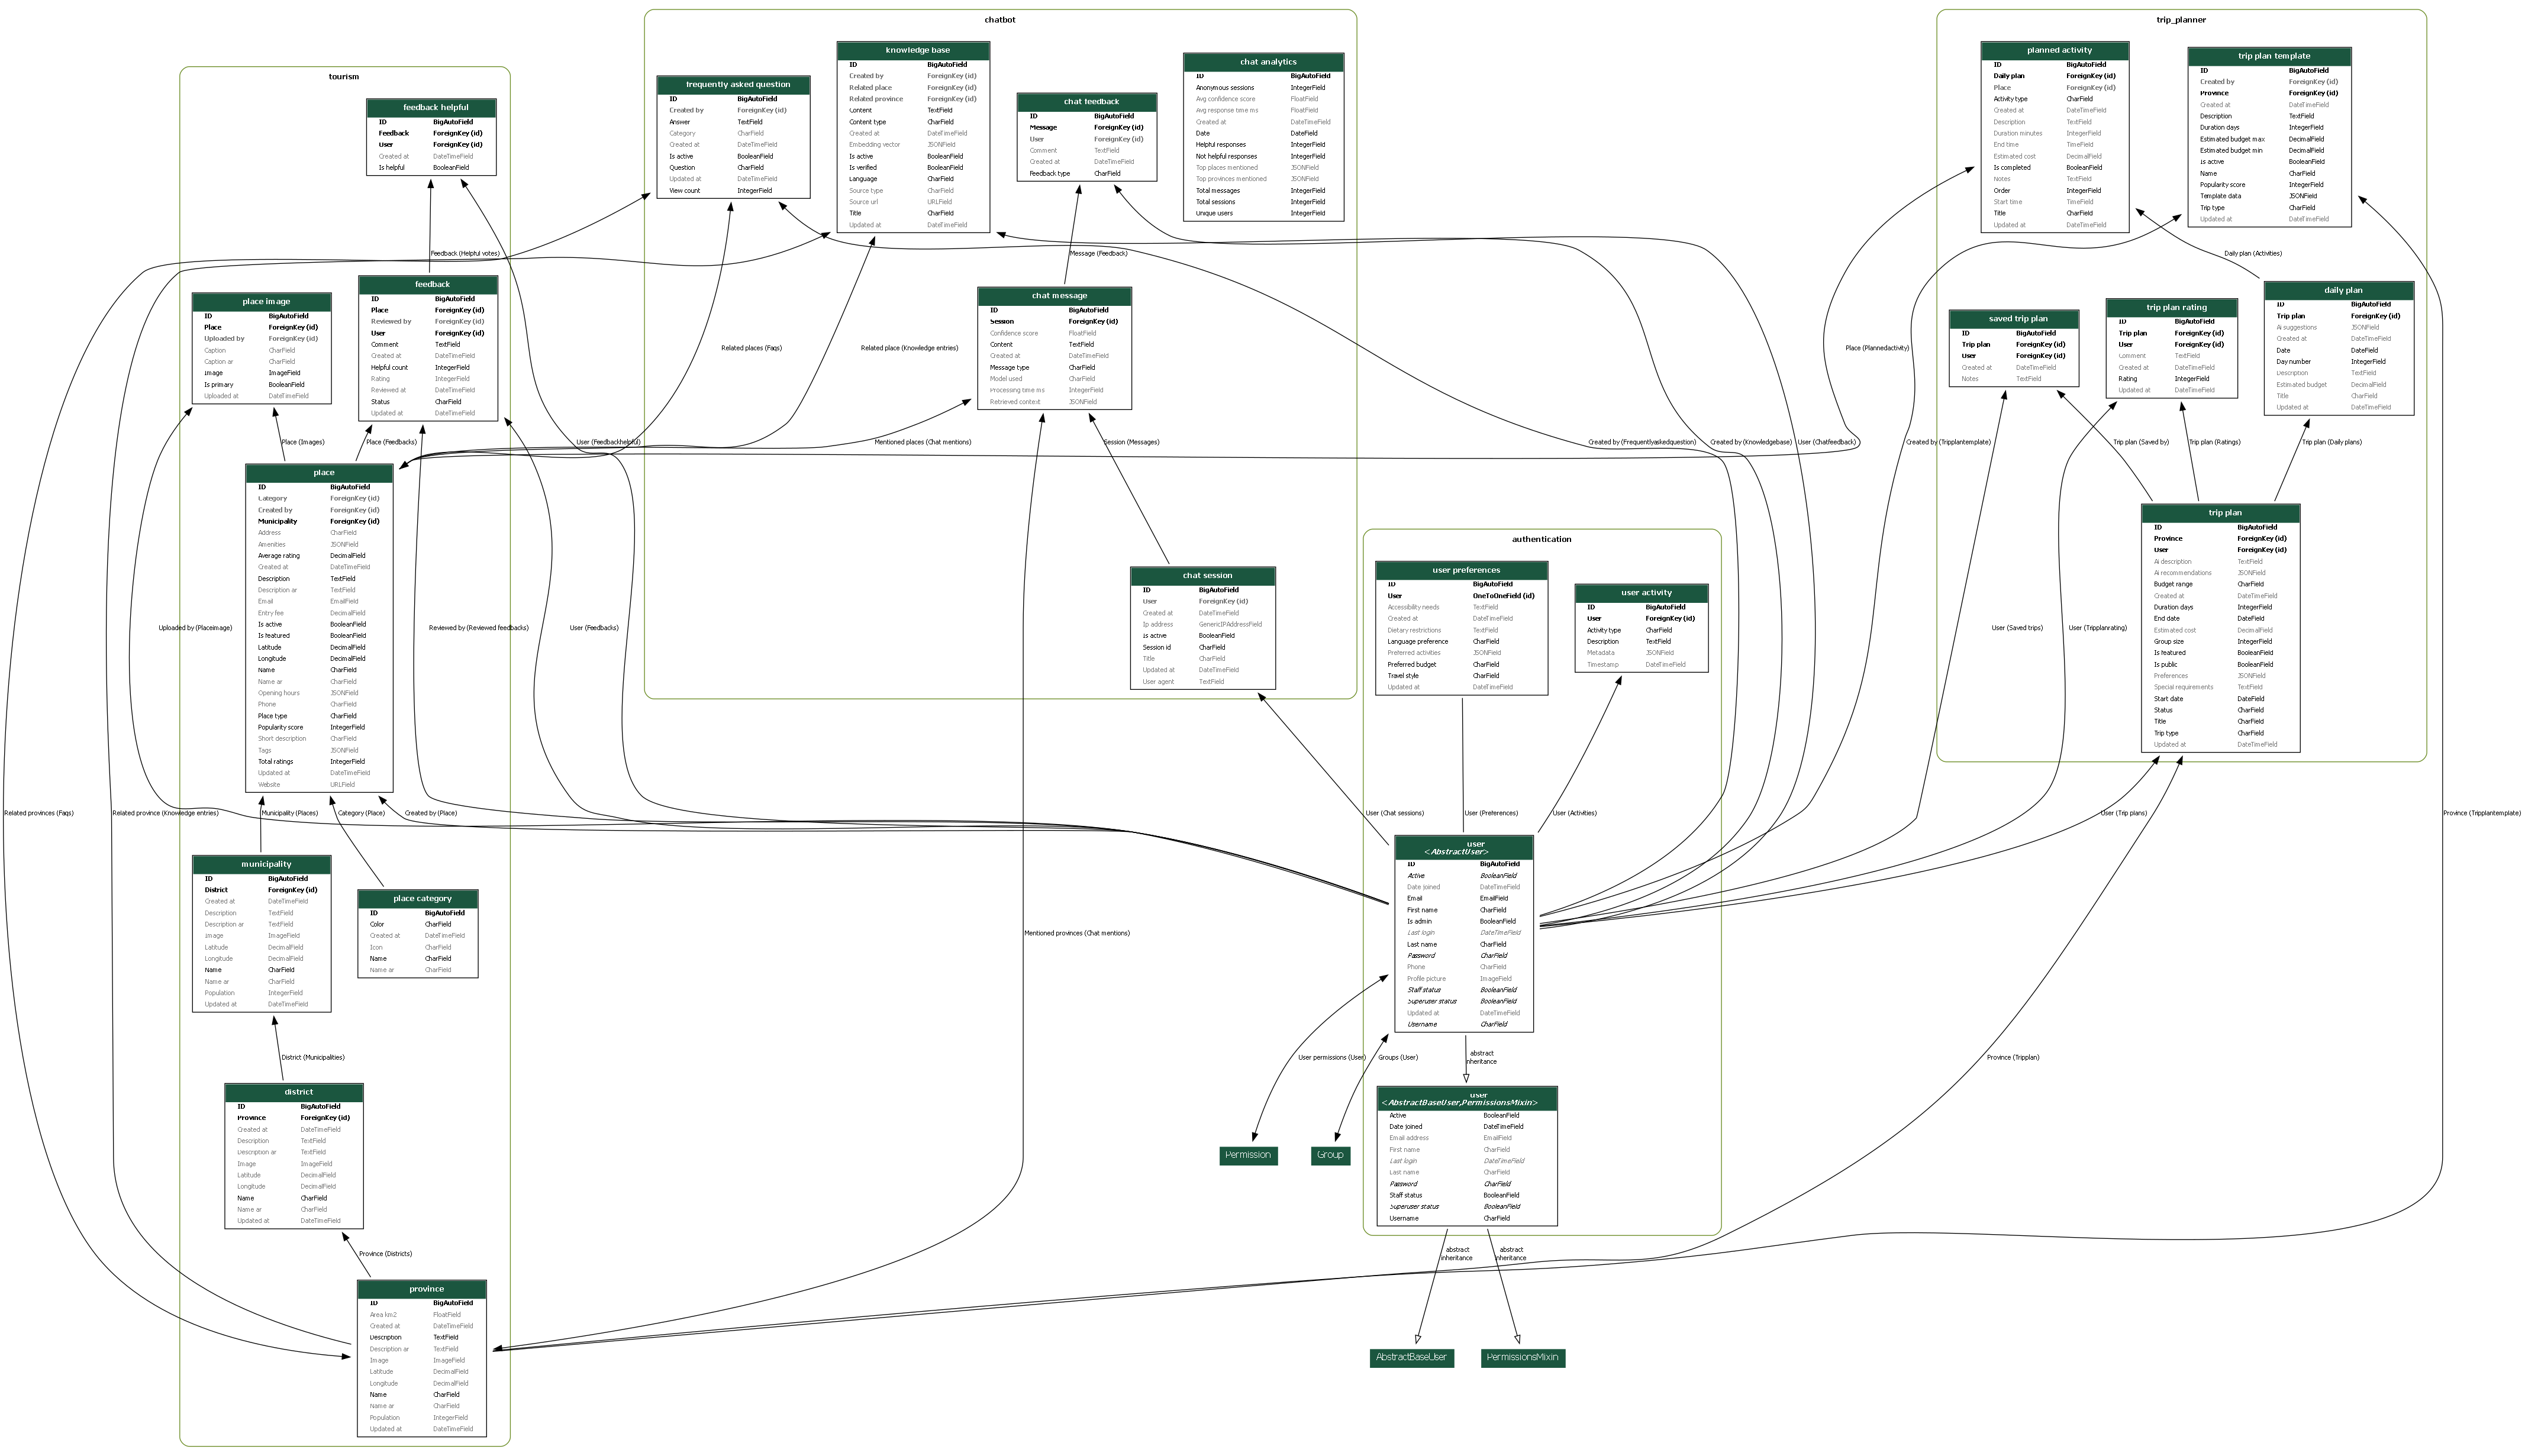 tourism
feedback helpful
ID BigAutoField
Feedback ForeignKey (id)
User ForeignKey (id)
Created at DateTimeField
Is helpful BooleanField
Feedback (Helpful votes)
place image
ID BigAutoField
Place ForeignKey (id)
Uploaded by ForeignKey (id)
Caption CharField
Caption ar CharField
Image ImageField
Is primary BooleanField
Uploaded at DateTimeField
feedback
ID BigAutoField
Place ForeignKey (id)
Reviewed by ForeignKey (id)
User ForeignKey (id)
Comment TextField
Created at DateTimeField
Helpful count IntegerField
Rating IntegerField
Reviewed at DateTimeField
Status CharField
Updated at DateTimeField
Place (Images)
Place (Feedbacks)
User (Feedbackhelpful)
place
ID BigAutoField
Category ForeignKey (id)
Created by ForeignKey (id)
Municipality ForeignKey (id)
Address CharField
Amenities JSONField
Average rating DecimalField
Created at DateTimeField
Description TextField
Description ar TextField
Email EmailField
Entry fee DecimalField
Is active BooleanField
Is featured BooleanField
Latitude DecimalField
Longitude DecimalField
Name CharField
Name ar CharField
Opening hours JSONField
Phone CharField
Place type CharField
Popularity score IntegerField
Short description CharField
Tags JSONField
Total ratings IntegerField
Updated at DateTimeField
Website URLField
Uploaded by (Placeimage)
Reviewed by (Reviewed feedbacks)
User (Feedbacks)
Related provinces (Faqs)
Related province (Knowledge entries)
Municipality (Places)
Category (Place)
Created by (Place)
municipality
ID BigAutoField
District ForeignKey (id)
Created at DateTimeField
Description TextField
Description ar TextField
Image ImageField
Latitude DecimalField
Longitude DecimalField
Name CharField
Name ar CharField
Population IntegerField
Updated at DateTimeField
place category
ID BigAutoField
Color CharField
Created at DateTimeField
Icon CharField
Name CharField
Name ar CharField
District (Municipalities)
district
ID BigAutoField
Province ForeignKey (id)
Created at DateTimeField
Description TextField
Description ar TextField
Image ImageField
Latitude DecimalField
Longitude DecimalField
Name CharField
Name ar CharField
Updated at DateTimeField
Province (Districts)
province
ID BigAutoField
Area km2 FloatField
Created at DateTimeField
Description TextField
Description ar TextField
Image ImageField
Latitude DecimalField
Longitude DecimalField
Name CharField
Name ar CharField
Population IntegerField
Updated at DateTimeField
chatbot
frequently asked question
ID BigAutoField
Created by ForeignKey (id)
Answer TextField
Category CharField
Created at DateTimeField
Is active BooleanField
Question CharField
Updated at DateTimeField
View count IntegerField
knowledge base
ID BigAutoField
Created by ForeignKey (id)
Related place ForeignKey (id)
Related province ForeignKey (id)
Content TextField
Content type CharField
Created at DateTimeField
Embedding vector JSONField
Is active BooleanField
Is verified BooleanField
Language CharField
Source type CharField
Source url URLField
Title CharField
Updated at DateTimeField
chat feedback
ID BigAutoField
Message ForeignKey (id)
User ForeignKey (id)
Comment TextField
Created at DateTimeField
Feedback type CharField
chat analytics
ID BigAutoField
Anonymous sessions IntegerField
Avg confidence score FloatField
Avg response time ms FloatField
Created at DateTimeField
Date DateField
Helpful responses IntegerField
Not helpful responses IntegerField
Top places mentioned JSONField
Top provinces mentioned JSONField
Total messages IntegerField
Total sessions IntegerField
Unique users IntegerField
Message (Feedback)
chat message
ID BigAutoField
Session ForeignKey (id)
Confidence score FloatField
Content TextField
Created at DateTimeField
Message type CharField
Model used CharField
Processing time ms IntegerField
Retrieved context JSONField
Related places (Faqs)
Related place (Knowledge entries)
Mentioned places (Chat mentions)
Session (Messages)
Created by (Frequentlyaskedquestion)
Created by (Knowledgebase)
User (Chatfeedback)
chat session
ID BigAutoField
User ForeignKey (id)
Created at DateTimeField
Ip address GenericIPAddressField
Is active BooleanField
Session id CharField
Title CharField
Updated at DateTimeField
User agent TextField
Mentioned provinces (Chat mentions)
authentication
user preferences
ID BigAutoField
User OneToOneField (id)
Accessibility needs TextField
Created at DateTimeField
Dietary restrictions TextField
Language preference CharField
Preferred activities JSONField
Preferred budget CharField
Travel style CharField
Updated at DateTimeField
user activity
ID BigAutoField
User ForeignKey (id)
Activity type CharField
Description TextField
Metadata JSONField
Timestamp DateTimeField
User (Chat sessions)
User (Preferences)
User (Activities)
user
<AbstractUser>
ID BigAutoField
Active BooleanField
Date joined DateTimeField
Email EmailField
First name CharField
Is admin BooleanField
Last login DateTimeField
Last name CharField
Password CharField
Phone CharField
Profile picture ImageField
Staff status BooleanField
Superuser status BooleanField
Updated at DateTimeField
Username CharField
User permissions (User)
Groups (User)
abstract
inheritance
user
<AbstractBaseUser,PermissionsMixin>
Active BooleanField
Date joined DateTimeField
Email address EmailField
First name CharField
Last login DateTimeField
Last name CharField
Password CharField
Staff status BooleanField
Superuser status BooleanField
Username CharField
Permission
Group
abstract
inheritance
abstract
inheritance
AbstractBaseUser
PermissionsMixin
trip_planner
planned activity
ID BigAutoField
Daily plan ForeignKey (id)
Place ForeignKey (id)
Activity type CharField
Created at DateTimeField
Description TextField
Duration minutes IntegerField
End time TimeField
Estimated cost DecimalField
Is completed BooleanField
Notes TextField
Order IntegerField
Start time TimeField
Title CharField
Updated at DateTimeField
trip plan template
ID BigAutoField
Created by ForeignKey (id)
Province ForeignKey (id)
Created at DateTimeField
Description TextField
Duration days IntegerField
Estimated budget max DecimalField
Estimated budget min DecimalField
Is active BooleanField
Name CharField
Popularity score IntegerField
Template data JSONField
Trip type CharField
Updated at DateTimeField
Daily plan (Activities)
saved trip plan
ID BigAutoField
Trip plan ForeignKey (id)
User ForeignKey (id)
Created at DateTimeField
Notes TextField
trip plan rating
ID BigAutoField
Trip plan ForeignKey (id)
User ForeignKey (id)
Comment TextField
Created at DateTimeField
Rating IntegerField
Updated at DateTimeField
daily plan
ID BigAutoField
Trip plan ForeignKey (id)
Ai suggestions JSONField
Created at DateTimeField
Date DateField
Day number IntegerField
Description TextField
Estimated budget DecimalField
Title CharField
Updated at DateTimeField
Place (Plannedactivity)
Created by (Tripplantemplate)
Trip plan (Saved by)
Trip plan (Ratings)
Trip plan (Daily plans)
trip plan
ID BigAutoField
Province ForeignKey (id)
User ForeignKey (id)
Ai description TextField
Ai recommendations JSONField
Budget range CharField
Created at DateTimeField
Duration days IntegerField
End date DateField
Estimated cost DecimalField
Group size IntegerField
Is featured BooleanField
Is public BooleanField
Preferences JSONField
Special requirements TextField
Start date DateField
Status CharField
Title CharField
Trip type CharField
Updated at DateTimeField
User (Saved trips)
User (Tripplanrating)
User (Trip plans)
Province (Tripplantemplate)
Province (Tripplan)